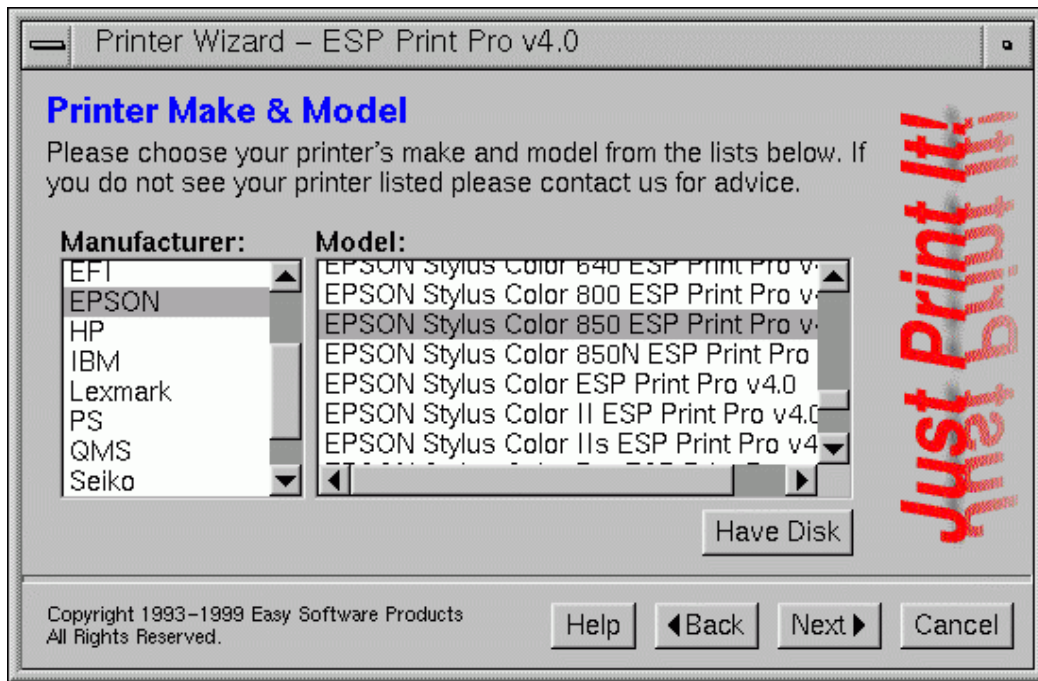 Printer Wizard – ESP Print Pro v4.0
Printer Make & Model
Please choose your printer's make and model from the lists below. If
you do not see your printer listed please contact us for advice.
Manufacturer:
EFI
EPSON
HP
IBM
Lexmark
PS
QMS
Seiko
Model:
EPSON Stylus Color 640 ESP Print Pro v
EPSON Stylus Color 800 ESP Print Pro v
EPSON Stylus Color 850 ESP Print Pro v
EPSON Stylus Color 850N ESP Print Pro
EPSON Stylus Color ESP Print Pro v4.0
EPSON Stylus Color II ESP Print Pro v4.0
EPSON Stylus Color IIs ESP Print Pro v4
Have Disk
Just Print It!
Copyright 1993–1999 Easy Software Products
All Rights Reserved.
Help
Back
Next
Cancel